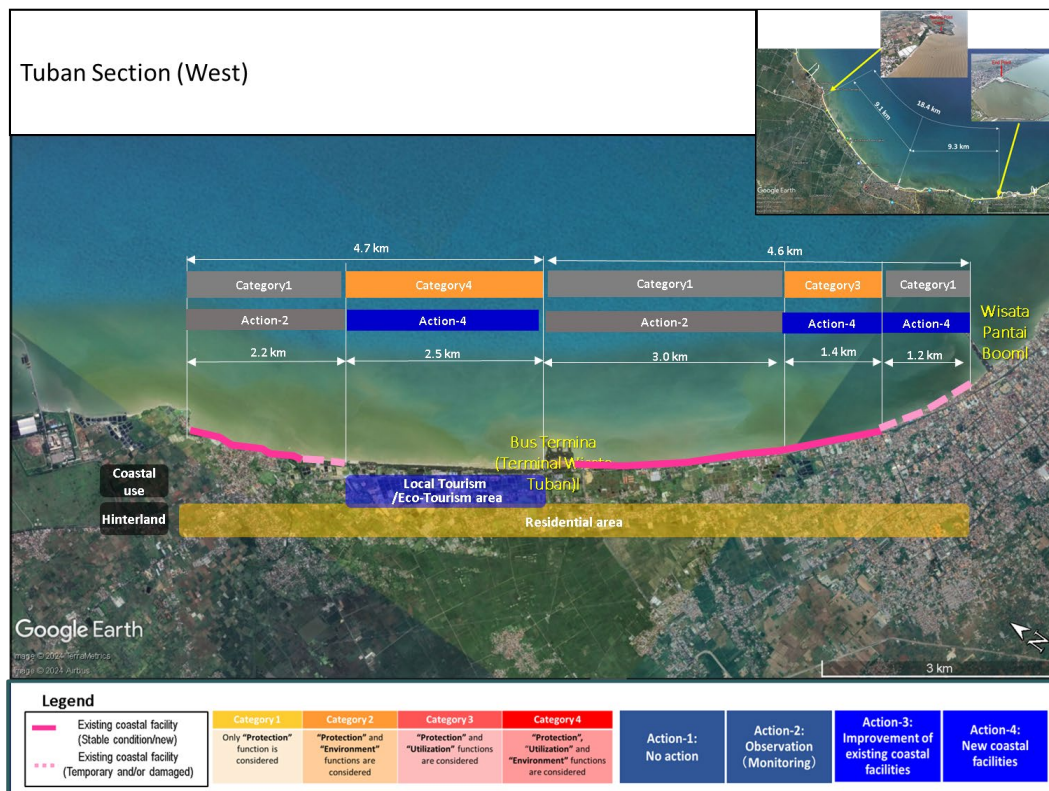 Tuban Section (West)
18.4 km
9.1 km
9.3 km
Google Earth
4.7 km
4.6 km
Category1
Category4
Category1
Category3
Category1
Action-2
Action-4
Action-2
Action-4
Action-4
2.2 km
2.5 km
3.0 km
1.4 km
1.2 km
Wisata
Pantai
Booml
Bus Termina
(Terminal Wisata
Tuban)l
Coastal
use
Local Tourism
/Eco-Tourism area
Hinterland
Residential area
Google Earth
Image © 2024 TerraMetrics
Image © 2024 Airbus
N
3 km
Legend
Existing coastal facility
(Stable condition/new)
Existing coastal facility
(Temporary and/or damaged)
Category 1
Only "Protection"
function is
considered
Category 2
"Protection" and
"Environment"
functions are
considered
Category 3
"Protection" and
"Utilization" functions
are considered
Category 4
"Protection",
"Utilization" and
"Environment" functions
are considered
Action-1:
No action
Action-2:
Observation
(Monitoring)
Action-3:
Improvement of
existing coastal
facilities
Action-4:
New coastal
facilities